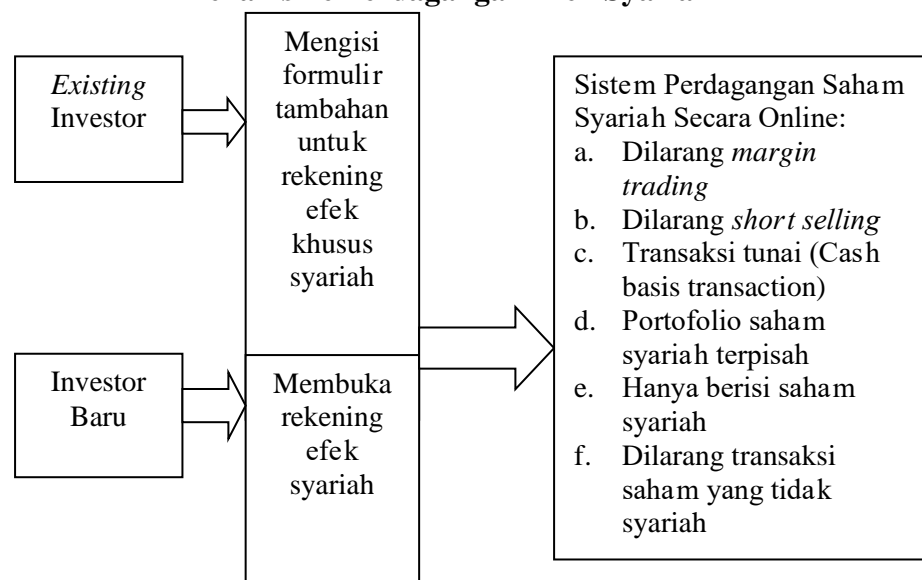 Existing
Investor
Mengisi
formulir
tambahan
untuk
rekening
efek
khusus
syariah
Investor
Baru
Membuka
rekening
efek
syariah
Sistem Perdagangan Saham
Syariah Secara Online:
a. Dilarang margin
trading
b. Dilarang short selling
c. Transaksi tunai (Cash
basis transaction)
d. Portofolio saham
syariah terpisah
e. Hanya berisi saham
syariah
f. Dilarang transaksi
saham yang tidak
syariah